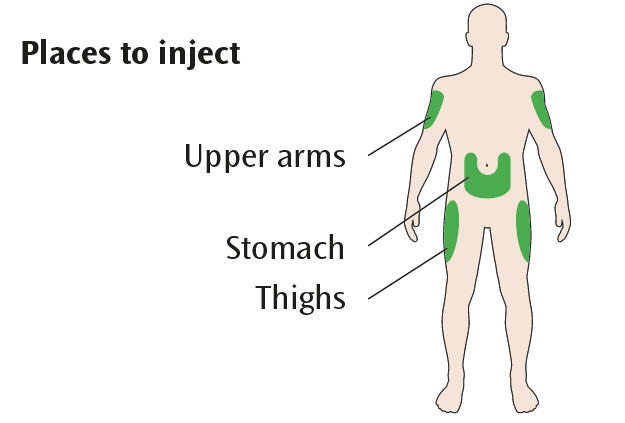 Places to inject
Upper arms
Stomach
Thighs